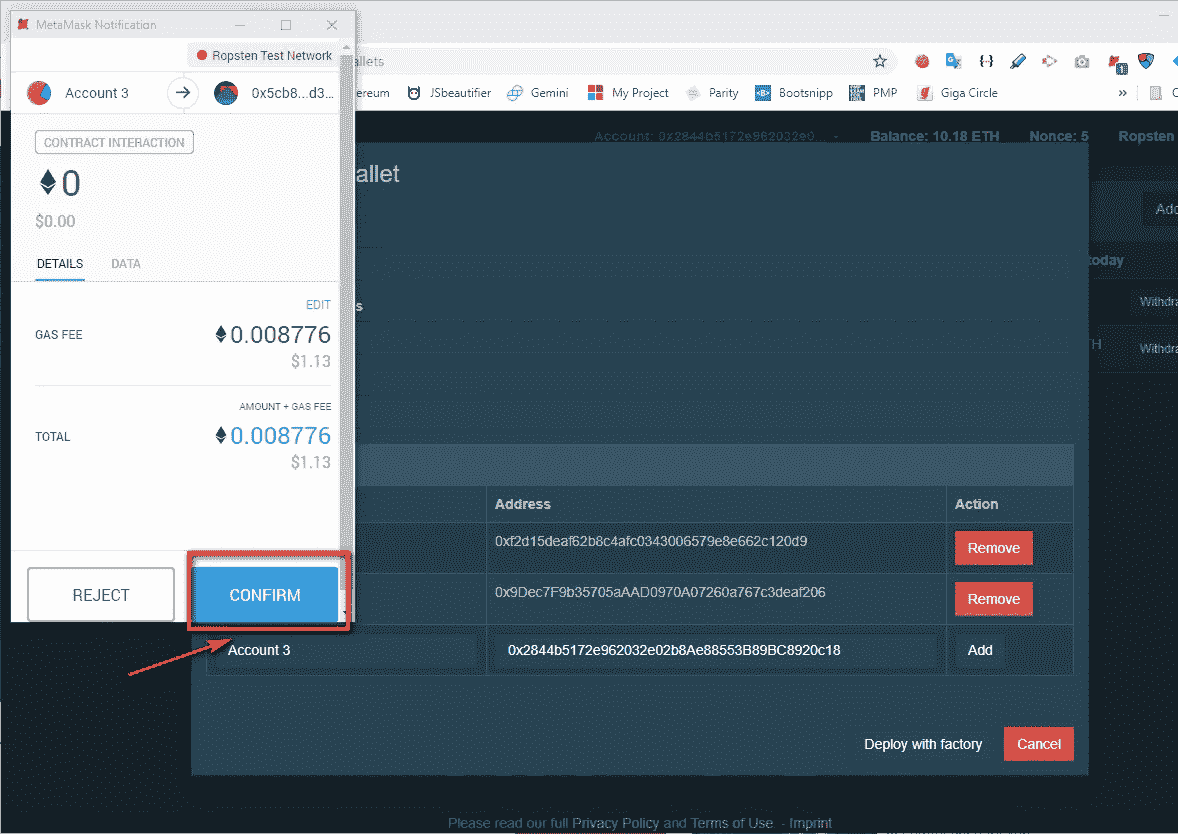 MetaMask Notification
Ropsten Test Network
Account 3
0x5cb8...d3...
CONTRACT INTERACTION
0
$0.00
DETAILS DATA
EDIT
GAS FEE
0.008776
$1.13
AMOUNT + GAS FEE
TOTAL
0.008776
$1.13
REJECT
CONFIRM
allets
1
ereum
JSbeautifier
Gemini
My Project
Parity
Bootsnipp
PMP
Giga Circle
»
Account: 0x2844b5172e962032e0...
Balance: 10.18 ETH
Nonce: 5
Ropsten
allet
Add
today
s
Withdra
TH
Withdra
Address
Action
0xf2d15deaf62b8c4afc0343006579e8e662c120d9
Remove
0x9Dec7F9b35705aAAD0970A07260a767c3deaf206
Remove
Account 3
0x2844b5172e962032e02b8Ae88553B89BC8920c18
Add
Deploy with factory
Cancel
Please read our full Privacy Policy and Terms of Use - Imprint